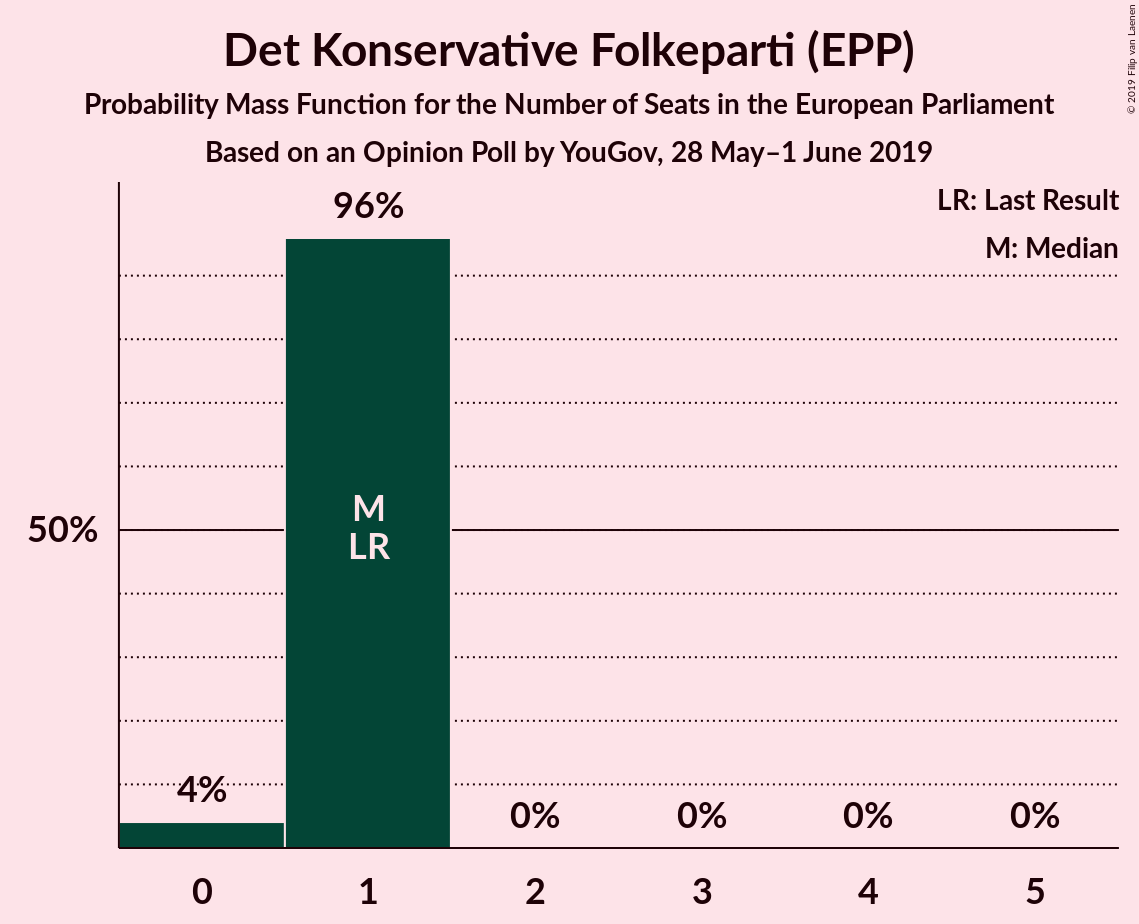 Det Konservative Folkeparti (EPP)
Probability Mass Function for the Number of Seats in the European Parliament
Based on an Opinion Poll by YouGov, 28 May–1 June 2019
© 2019 Filip van Laenen
LR: Last Result
M: Median
96%
M
LR
50%
4%
0%
0%
0%
0%
0
1
2
3
4
5